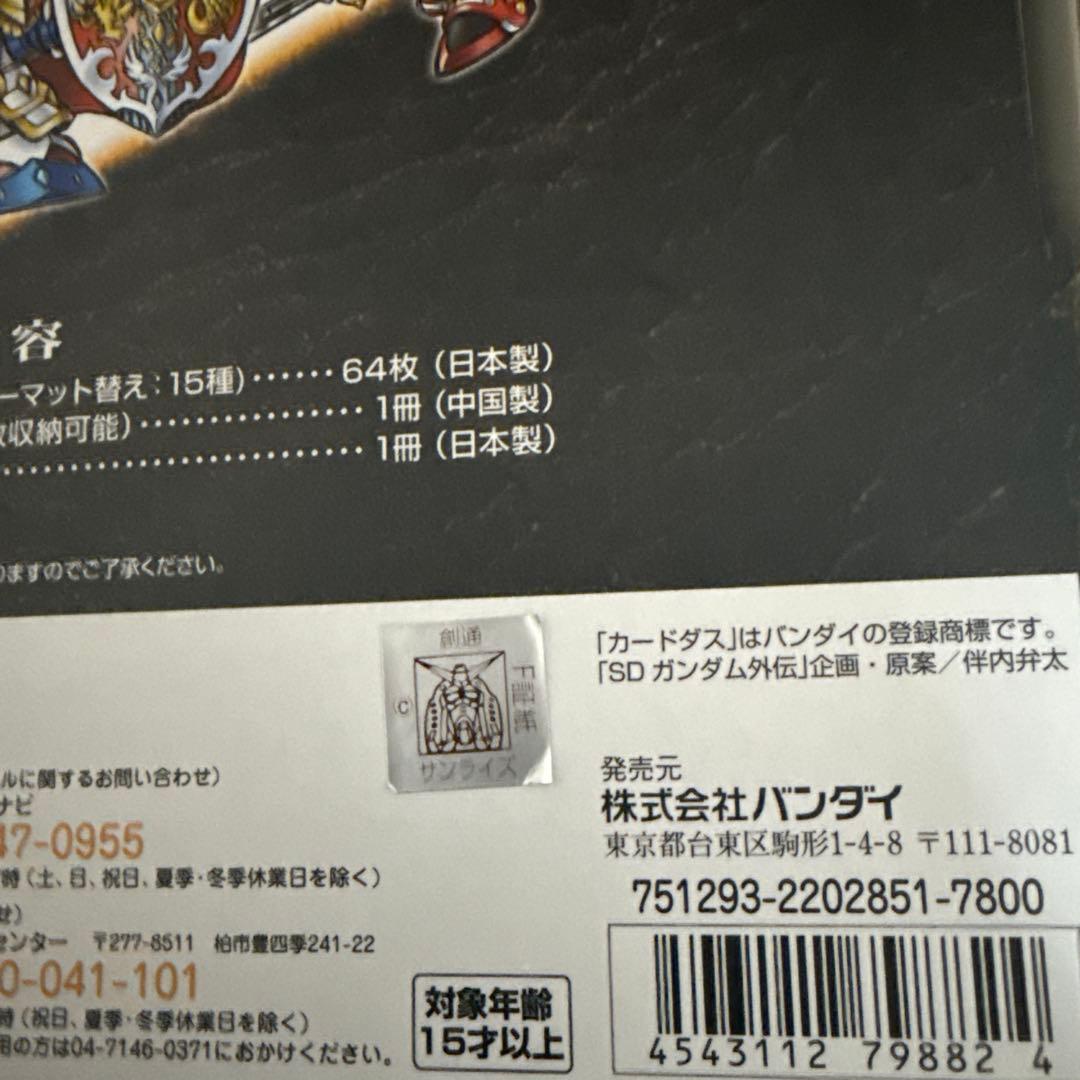 容
ーマット替え:15種)……64枚(日本製)
収納可能)……………1冊(中国製)
……………………1冊(日本製)
ますのでご了承ください。
「カードダス」はバンダイの登録商標です。
「SDガンダム外伝」企画・原案／伴内弁太
創通
©
サンライズ
発売元
株式会社バンダイ
東京都台東区駒形1-4-8 〒111-8081
751293-2202851-7800
ルに関するお問い合わせ)
ナビ
47-0955
時(土、日、祝日、夏季・冬季休業日を除く)
せ)
センター 〒277-8511 柏市豊四季241-22
0-041-101
時(祝日、夏季・冬季休業日を除く)
用の方は04-7146-0371におかけください。
対象年齢
15才以上
4543112 79882 4